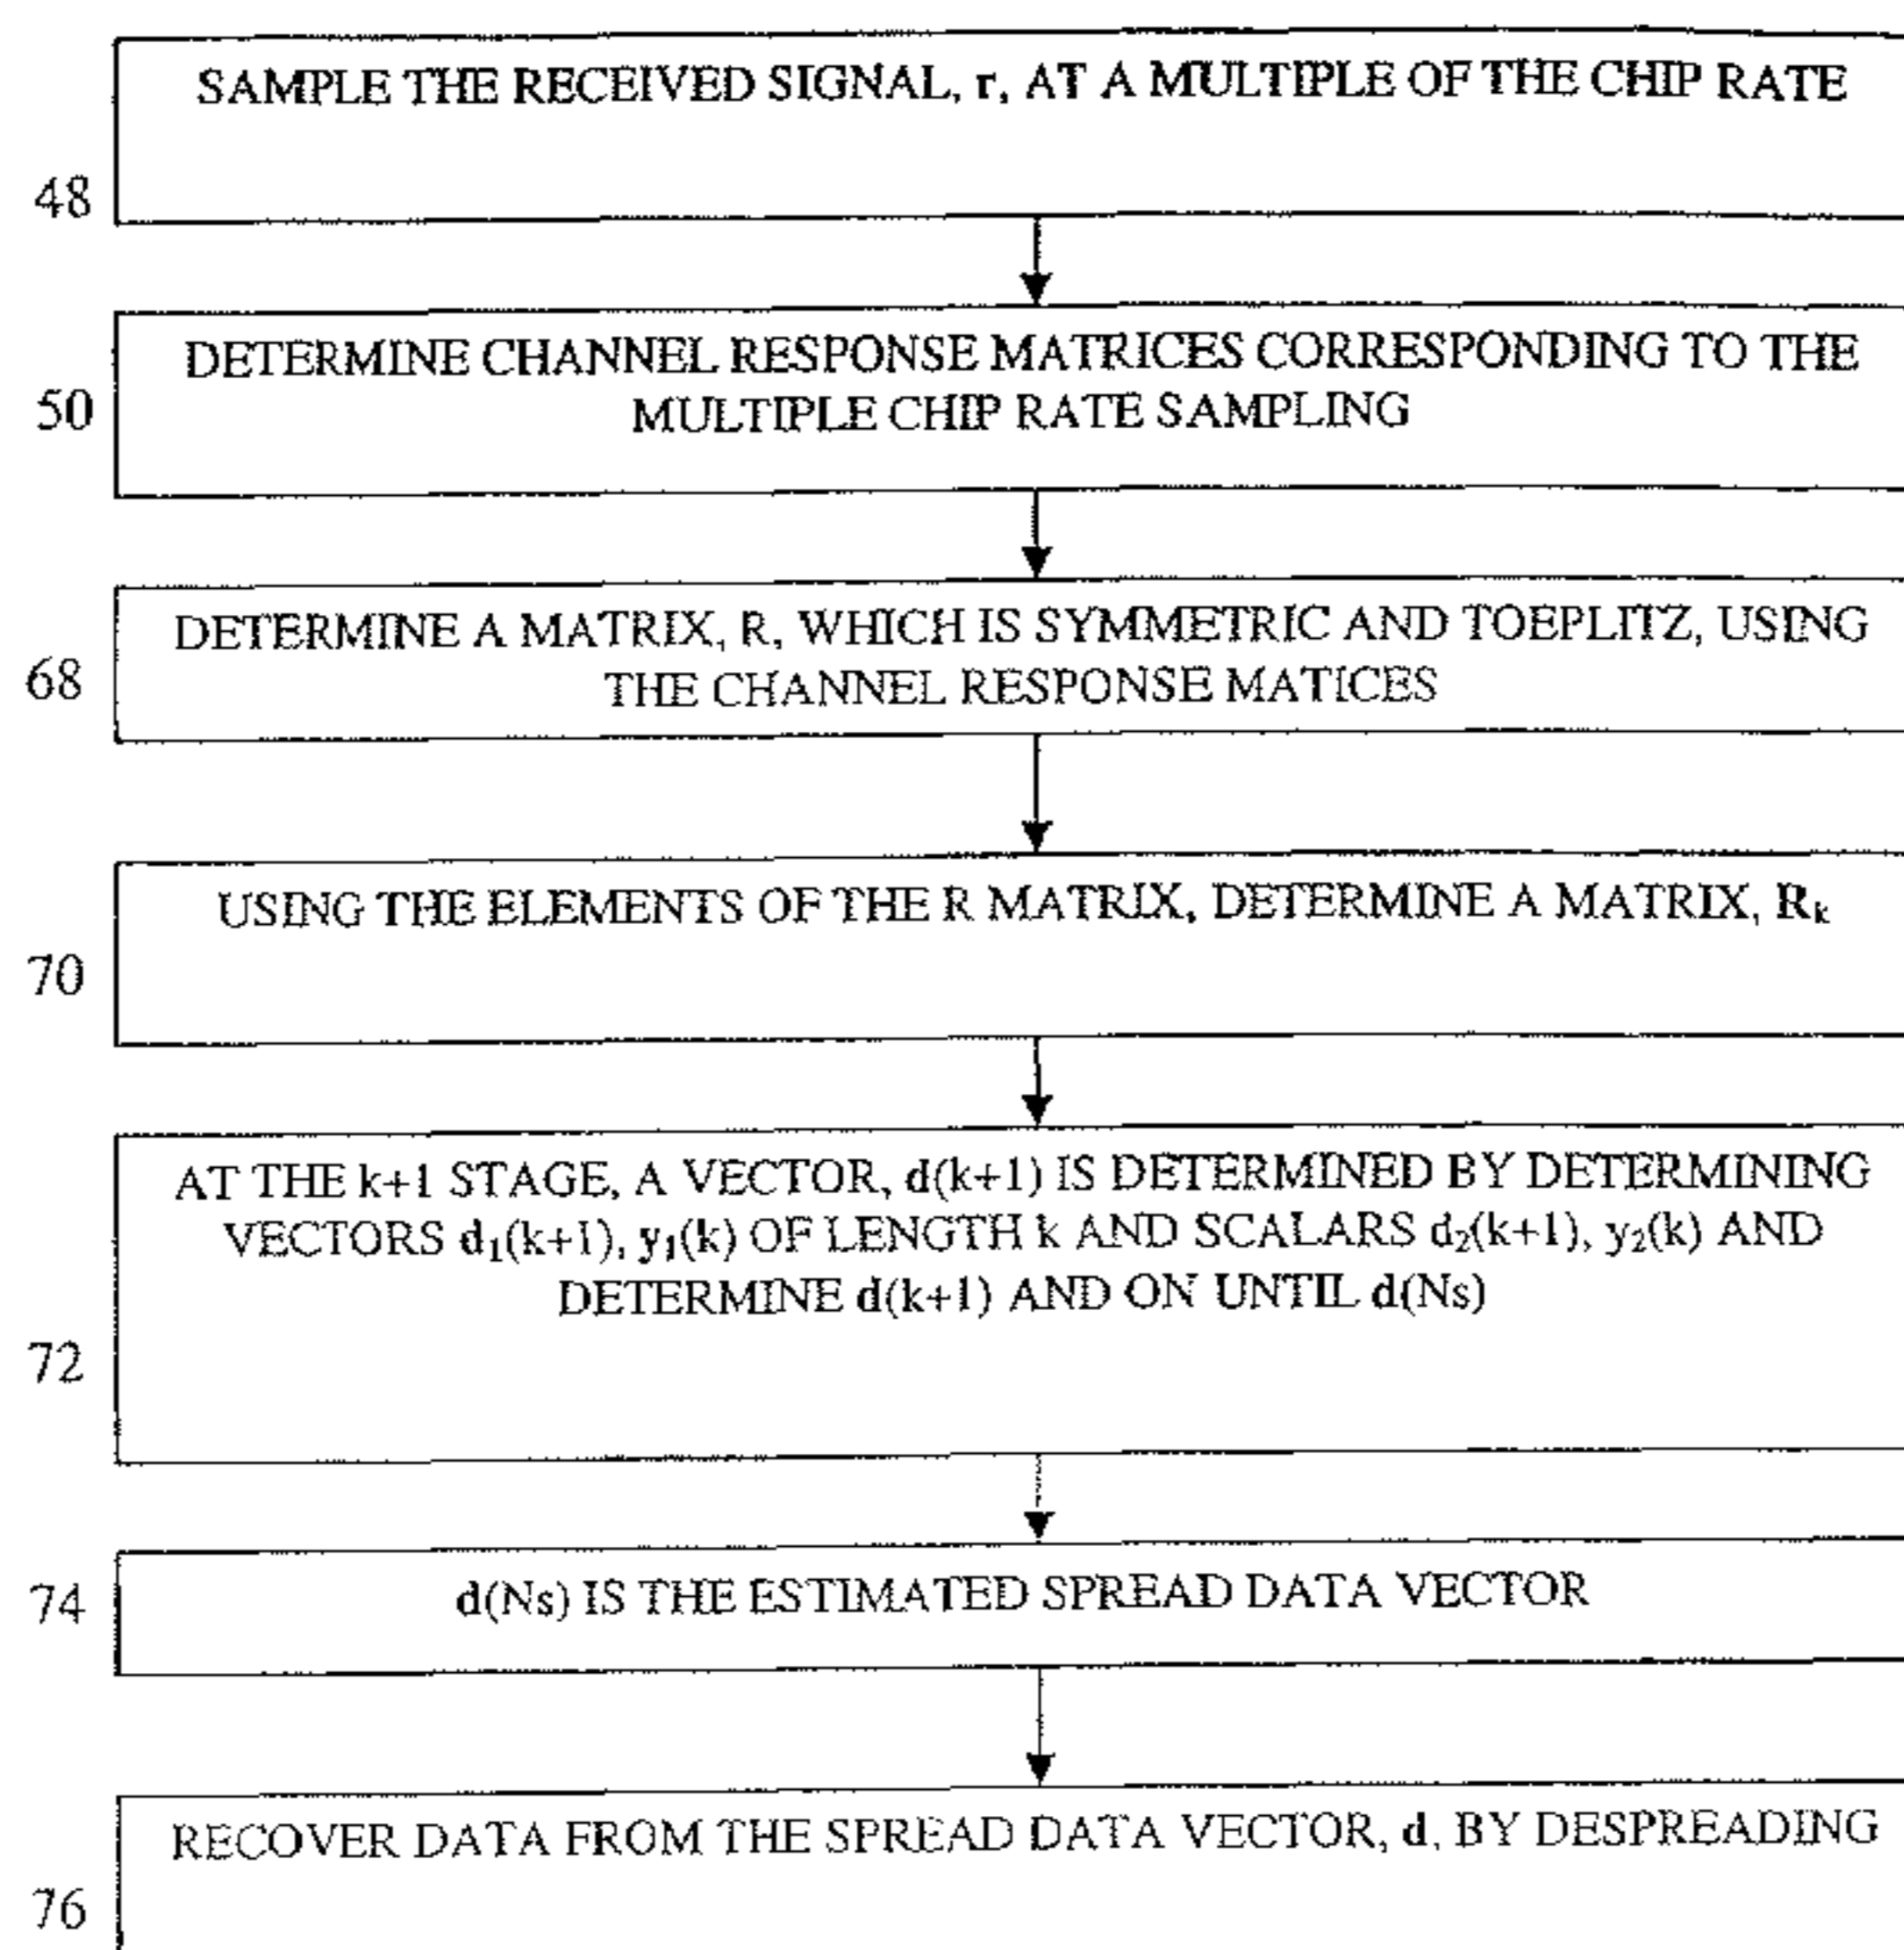 SAMPLE THE RECEIVED SIGNAL, r, AT A MULTIPLE OF THE CHIP RATE
48
DETERMINE CHANNEL RESPONSE MATRICES CORRESPONDING TO THE
MULTIPLE CHIP RATE SAMPLING
50
DETERMINE A MATRIX, R, WHICH IS SYMMETRIC AND TOEPLITZ, USING
THE CHANNEL RESPONSE MATICES
68
USING THE ELEMENTS OF THE R MATRIX, DETERMINE A MATRIX, Rk
70
AT THE k+1 STAGE, A VECTOR, d(k+1) IS DETERMINED BY DETERMINING
VECTORS d₁(k+1), y₁(k) OF LENGTH k AND SCALARS d₂(k+1), y₂(k) AND
DETERMINE d(k+1) AND ON UNTIL d(Ns)
72
d(Ns) IS THE ESTIMATED SPREAD DATA VECTOR
74
RECOVER DATA FROM THE SPREAD DATA VECTOR, d, BY DESPREADING
76